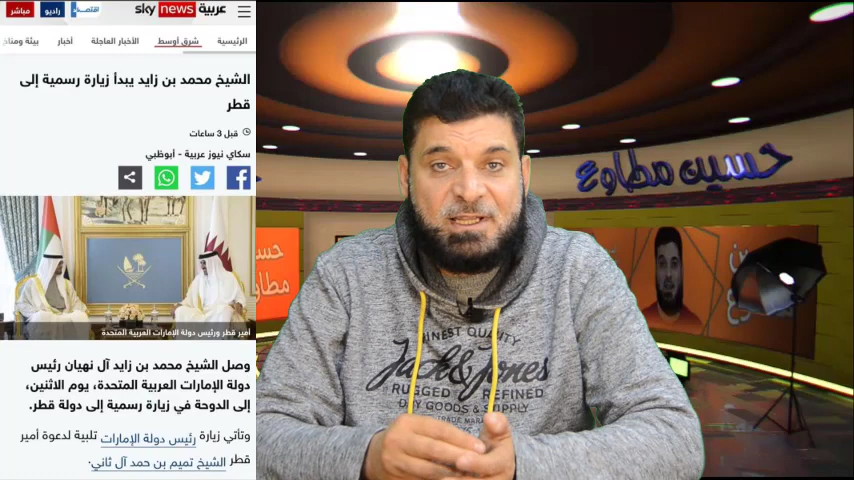 عربية sky news
اقتصاد
راديو
مباشر
الرئيسية
شرق أوسط
الأخبار العاجلة
أخبار
بيئة ومناخ
الشيخ محمد بن زايد يبدأ زيارة رسمية إلى
قطر
قبل 3 ساعات
سكاي نيوز عربية - أبوظبي
أمير قطر ورئيس دولة الإمارات العربية المتحدة
وصل الشيخ محمد بن زايد آل نهيان رئيس
دولة الإمارات العربية المتحدة، يوم الاثنين،
إلى الدوحة في زيارة رسمية إلى دولة قطر.
وتأتي زيارة رئيس دولة الإمارات تلبية لدعوة أمير
قطر الشيخ تميم بن حمد آل ثاني.
حسين مطاوع
FINEST QUALITY
Jack & Jones
RUGGED REFINED
DRY GOODS & SUPPLY
TRADE MARK